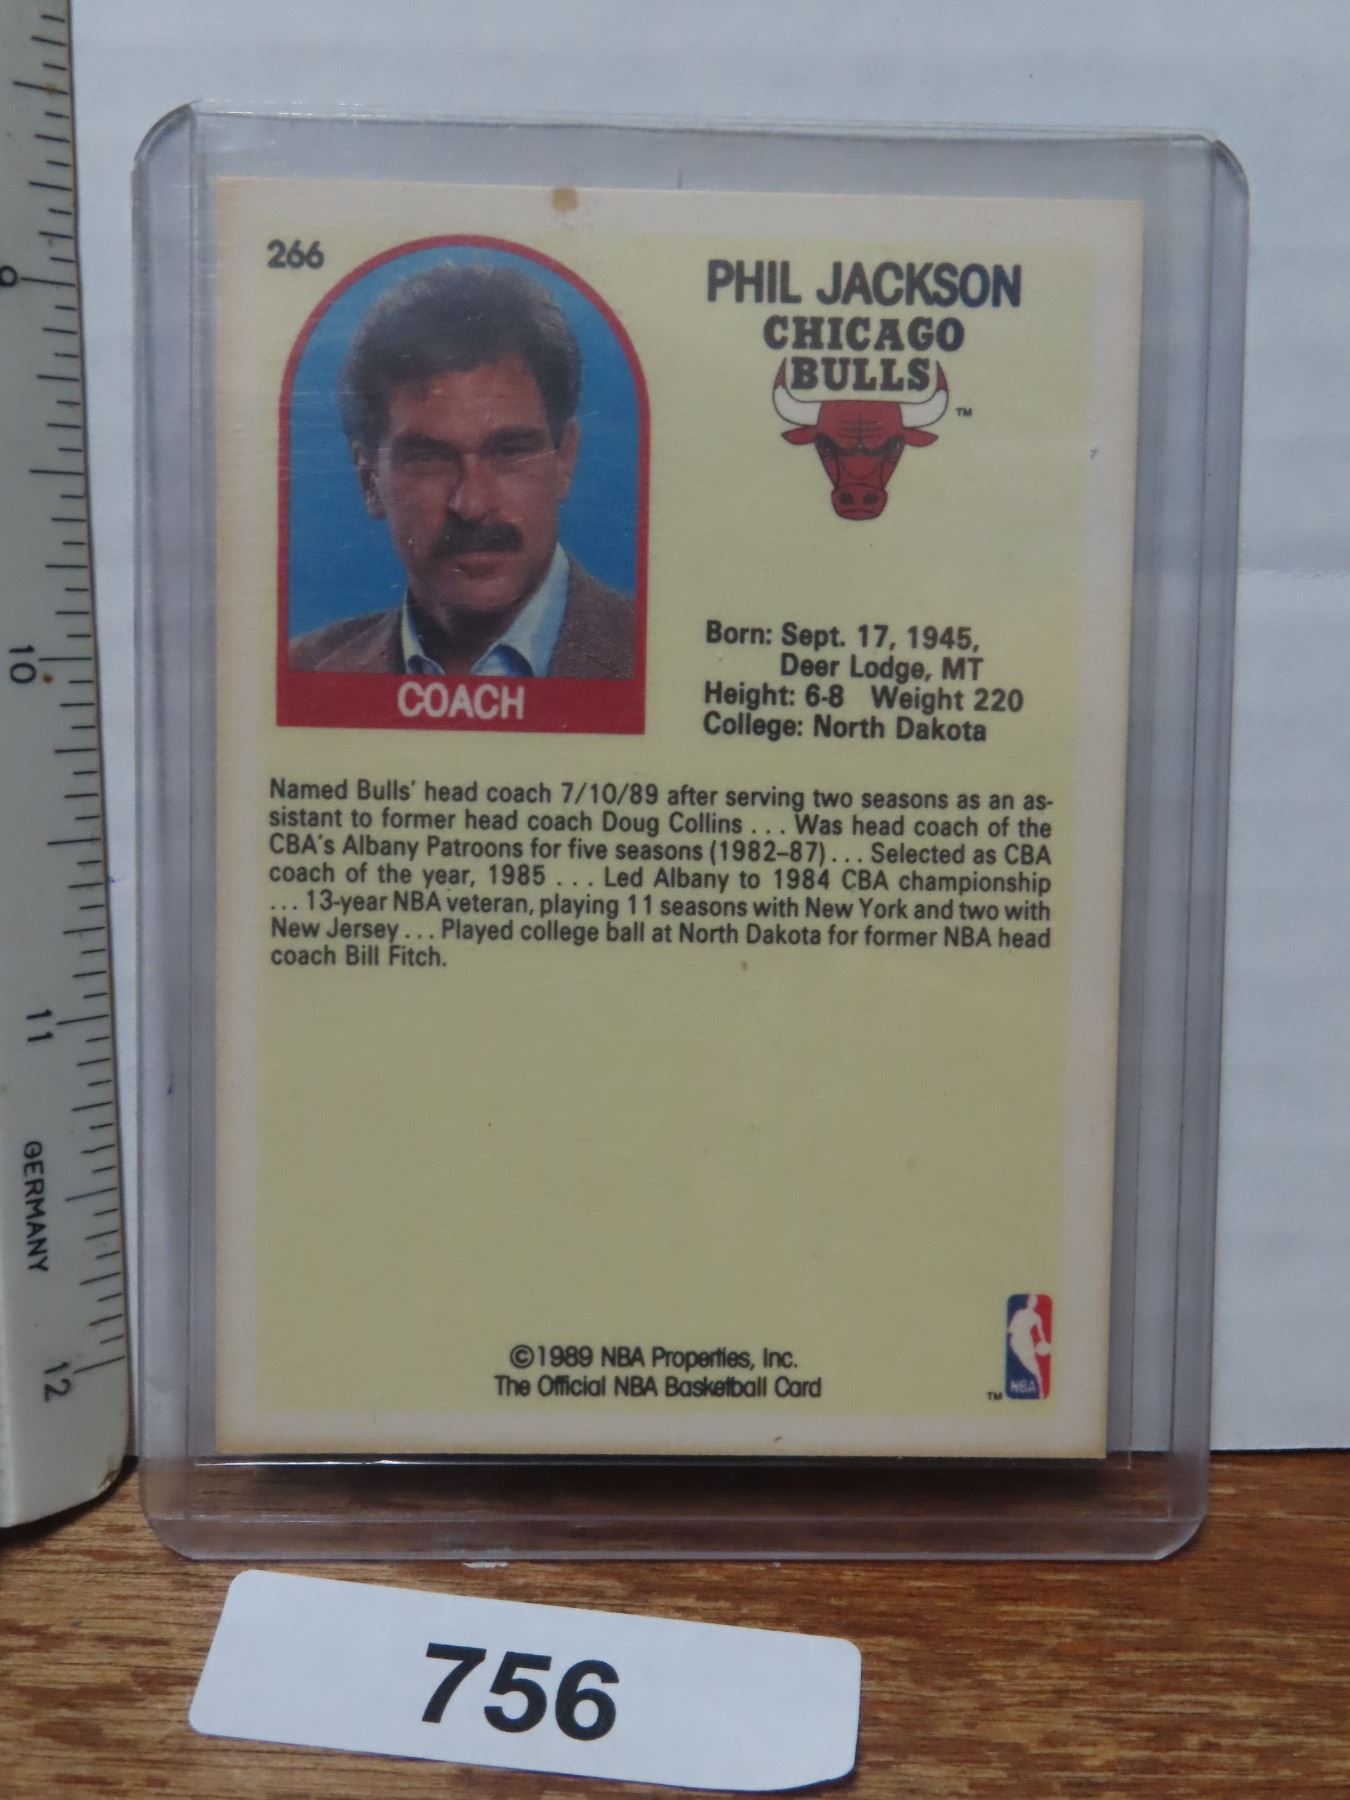 266
PHIL JACKSON
CHICAGO
BULLS
TM
COACH
Born: Sept. 17, 1945,
Deer Lodge, MT
Height: 6-8 Weight 220
College: North Dakota
Named Bulls' head coach 7/10/89 after serving two seasons as an as-
sistant to former head coach Doug Collins ... Was head coach of the
CBA's Albany Patroons for five seasons (1982–87) ... Selected as CBA
coach of the year, 1985 ... Led Albany to 1984 CBA championship
... 13-year NBA veteran, playing 11 seasons with New York and two with
New Jersey ... Played college ball at North Dakota for former NBA head
coach Bill Fitch.
©1989 NBA Properties, Inc.
The Official NBA Basketball Card
TM
NBA
9
10
11
GERMANY
12
756